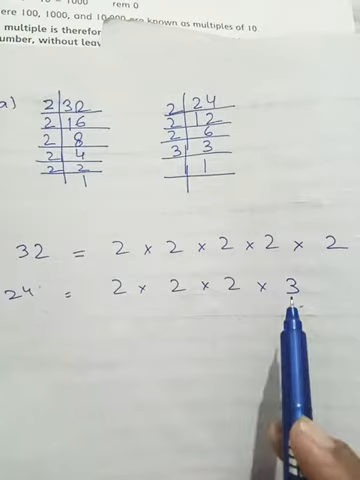 1000 rem 0
ere 100, 1000, and 10,000 are known as multiples of 10
multiple is therefor
umber, without leav
a)
2 32
2 16
2 8
2 4
2 2
1
2 24
2 12
2 6
3 3
1
32 = 2 × 2 × 2 × 2 × 2
24 = 2 × 2 × 2 × 3